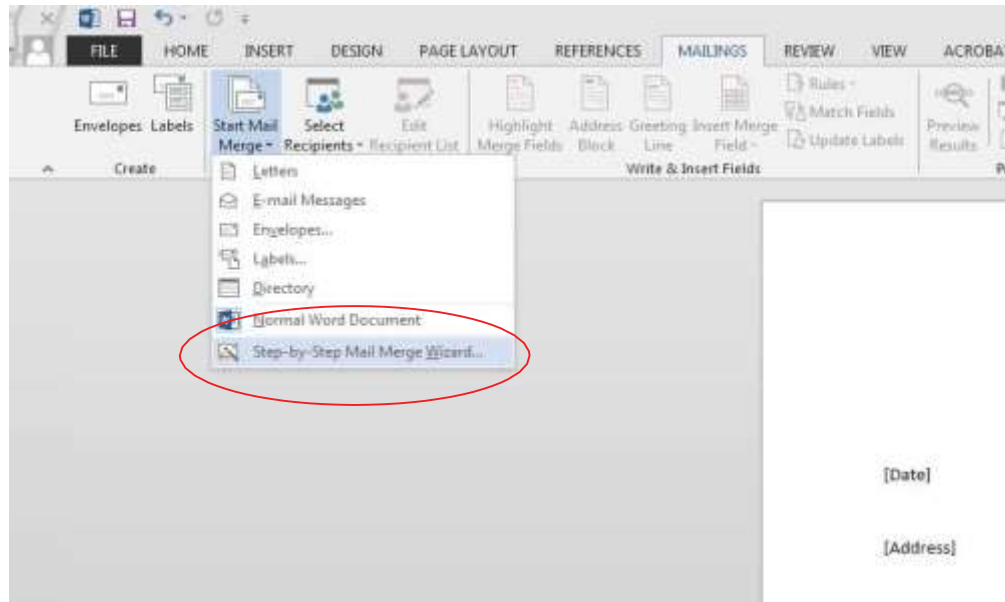 FILE HOME INSERT DESIGN PAGE LAYOUT REFERENCES MAILINGS REVIEW VIEW ACROBA
Envelopes Labels
Create
Start Mail Merge
Select Recipients
Edit Recipient List
Highlight Merge Fields
Address Block
Greeting Line
Insert Merge Field
Write & Insert Fields
Rules
Match Fields
Update Labels
Preview Results
Letters
E-mail Messages
Envelopes...
Labels...
Directory
Normal Word Document
Step-by-Step Mail Merge Wizard...
[Date]
[Address]